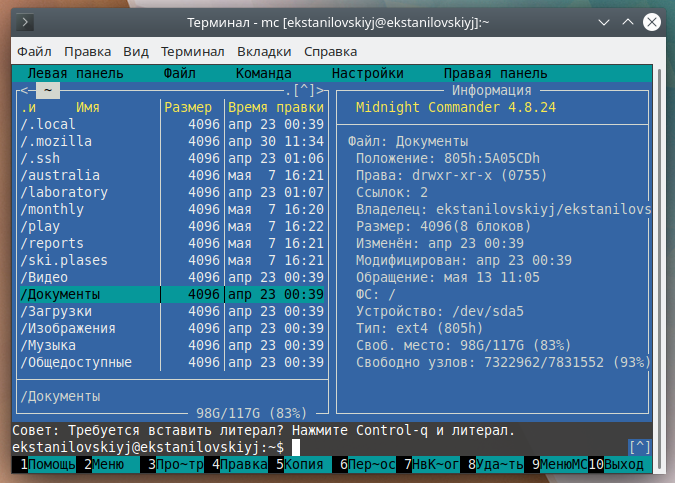 Терминал - mc [ekstanilovskiyj@ekstanilovskiyj]:~
Файл Правка Вид Терминал Вкладки Справка
Левая панель Файл Команда Настройки Правая панель
<─ ~ .[^]> Информация
.и Имя Размер Время правки Midnight Commander 4.8.24
/.local 4096 апр 23 00:39
/.mozilla 4096 апр 30 11:34 Файл: Документы
/.ssh 4096 апр 23 01:06 Положение: 805h:5A05CDh
/australia 4096 мая 7 16:21 Права: drwxr-xr-x (0755)
/laboratory 4096 апр 23 01:07 Ссылок: 2
/monthly 4096 мая 7 16:20 Владелец: ekstanilovskiyj/ekstanilovs
/play 4096 мая 7 16:22 Размер: 4096(8 блоков)
/reports 4096 мая 7 16:21 Изменён: апр 23 00:39
/ski.plases 4096 мая 7 16:21 Модифицирован: апр 23 00:39
/Видео 4096 апр 23 00:39 Обращение: мая 13 11:05
/Документы 4096 апр 23 00:39 ФС: /
/Загрузки 4096 апр 23 00:39 Устройство: /dev/sda5
/Изображения 4096 апр 23 00:39 Тип: ext4 (805h)
/Музыка 4096 апр 23 00:39 Своб. место: 98G/117G (83%)
/Общедоступные 4096 апр 23 00:39 Свободно узлов: 7322962/7831552 (93%)
/Документы
98G/117G (83%)
Совет: Требуется вставить литерал? Нажмите Control-q и литерал.
ekstanilovskiyj@ekstanilovskiyj:~$ [^]
1Помощь 2Меню 3Про~тр 4Правка 5Копия 6Пер~ос 7НвК~ог 8Уда~ть 9МенюMC 10Выход